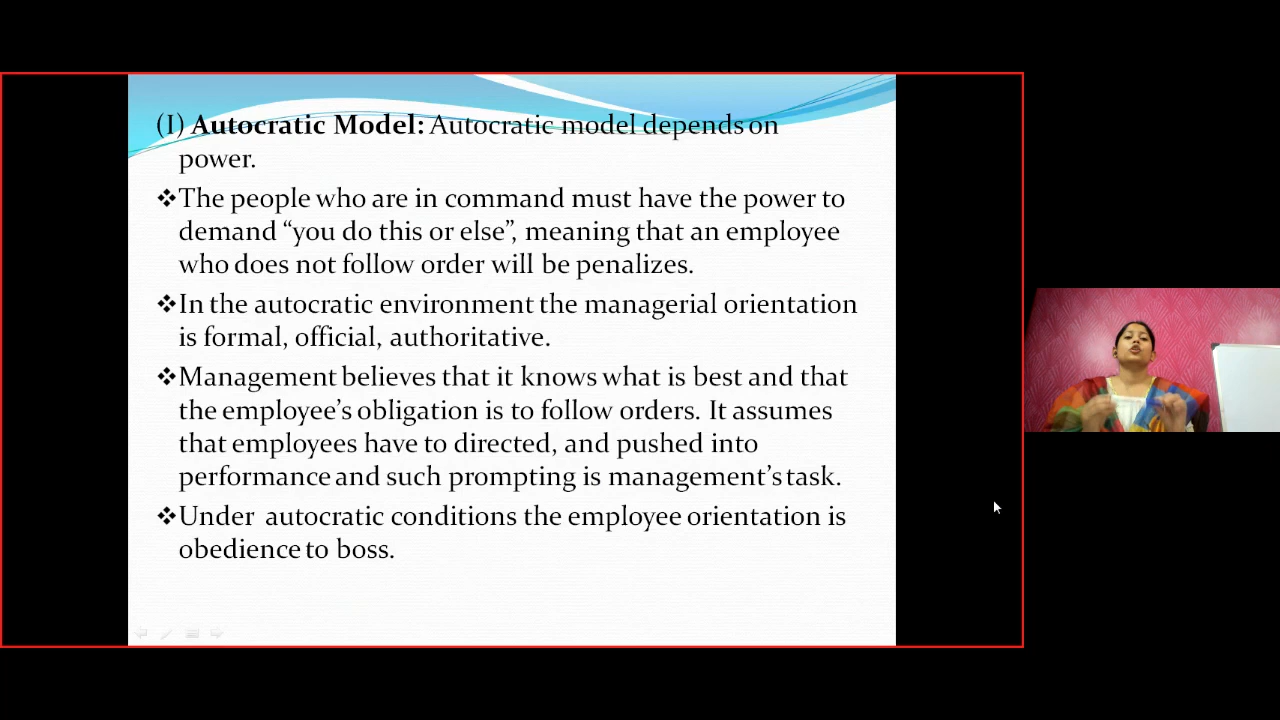 (I) Autocratic Model: Autocratic model depends on
power.
❖The people who are in command must have the power to
demand “you do this or else”, meaning that an employee
who does not follow order will be penalizes.
❖In the autocratic environment the managerial orientation
is formal, official, authoritative.
❖Management believes that it knows what is best and that
the employee’s obligation is to follow orders. It assumes
that employees have to directed, and pushed into
performance and such prompting is management’s task.
❖Under autocratic conditions the employee orientation is
obedience to boss.